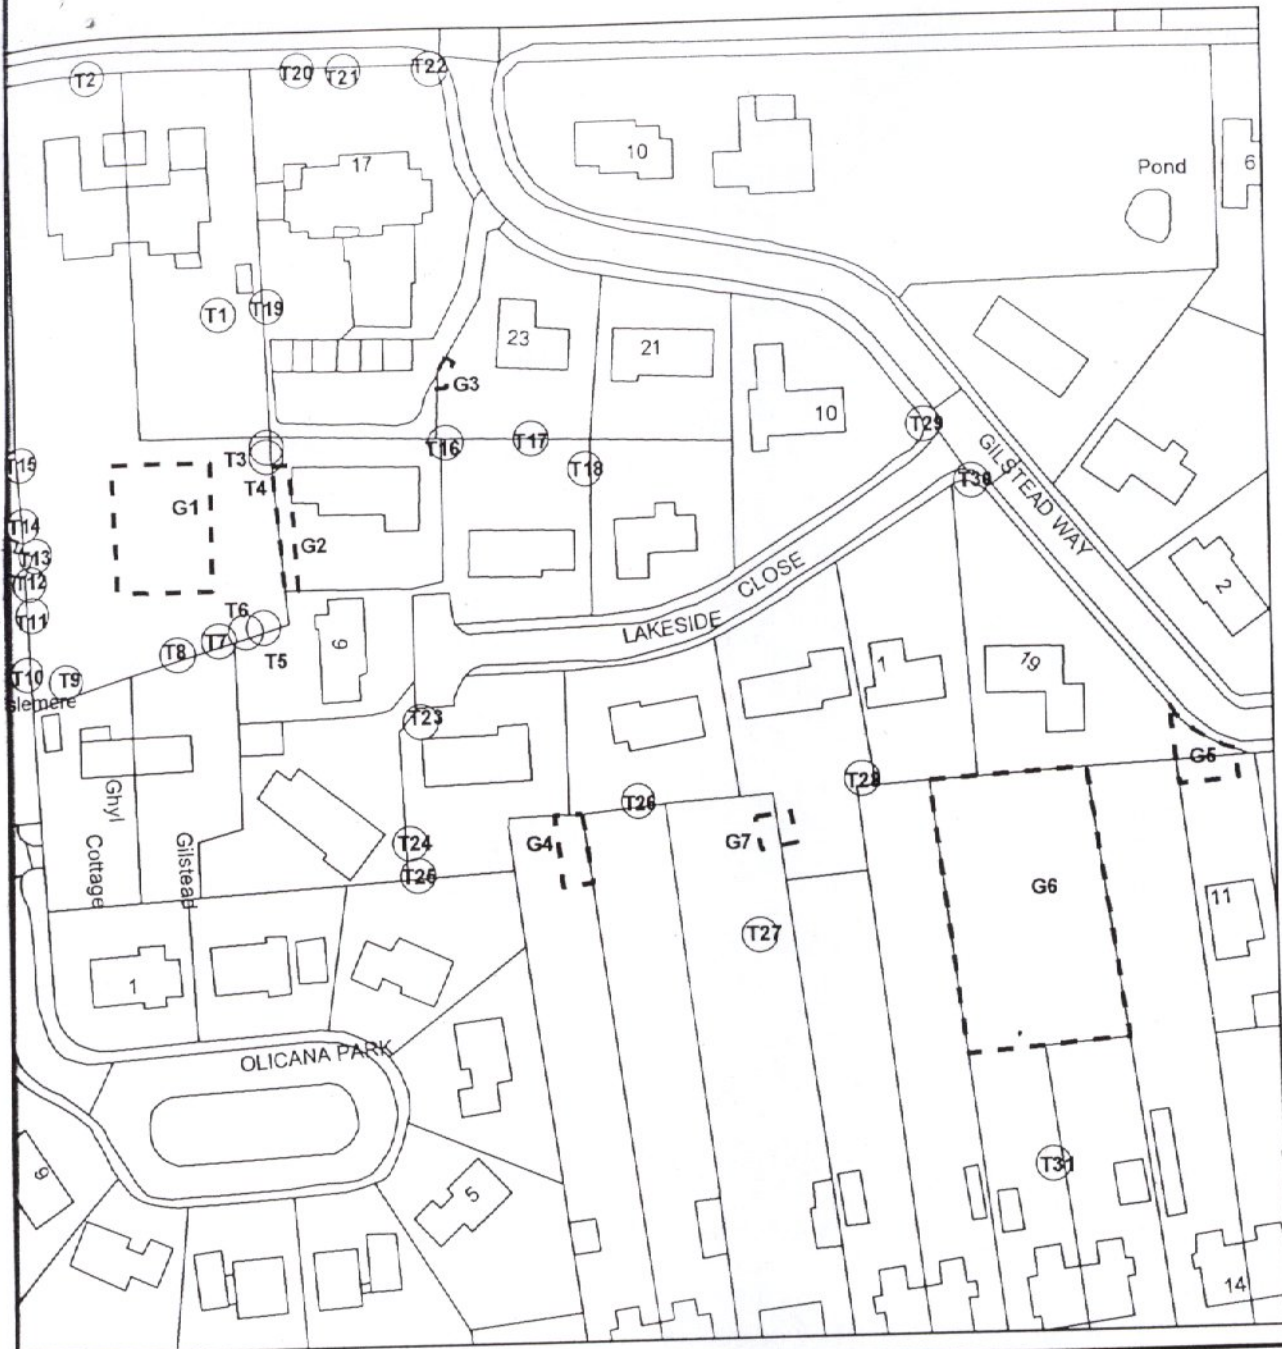 T2
T20
T21
T22
17
10
Pond
6
T1
T19
23
21
G3
10
T29
T16
T17
T3
T18
T15
T4
T30
GILSTEAD WAY
G1
T14
G2
T13
T12
CLOSE
2
T6
T11
LAKESIDE
T7
T5
9
T8
1
19
T10
T9
slemere
T23
G5
T28
Ghyl
Cottage
T26
Gilstead
T24
G4
G7
T25
G6
11
T27
1
OLICANA PARK
T31
9
5
14